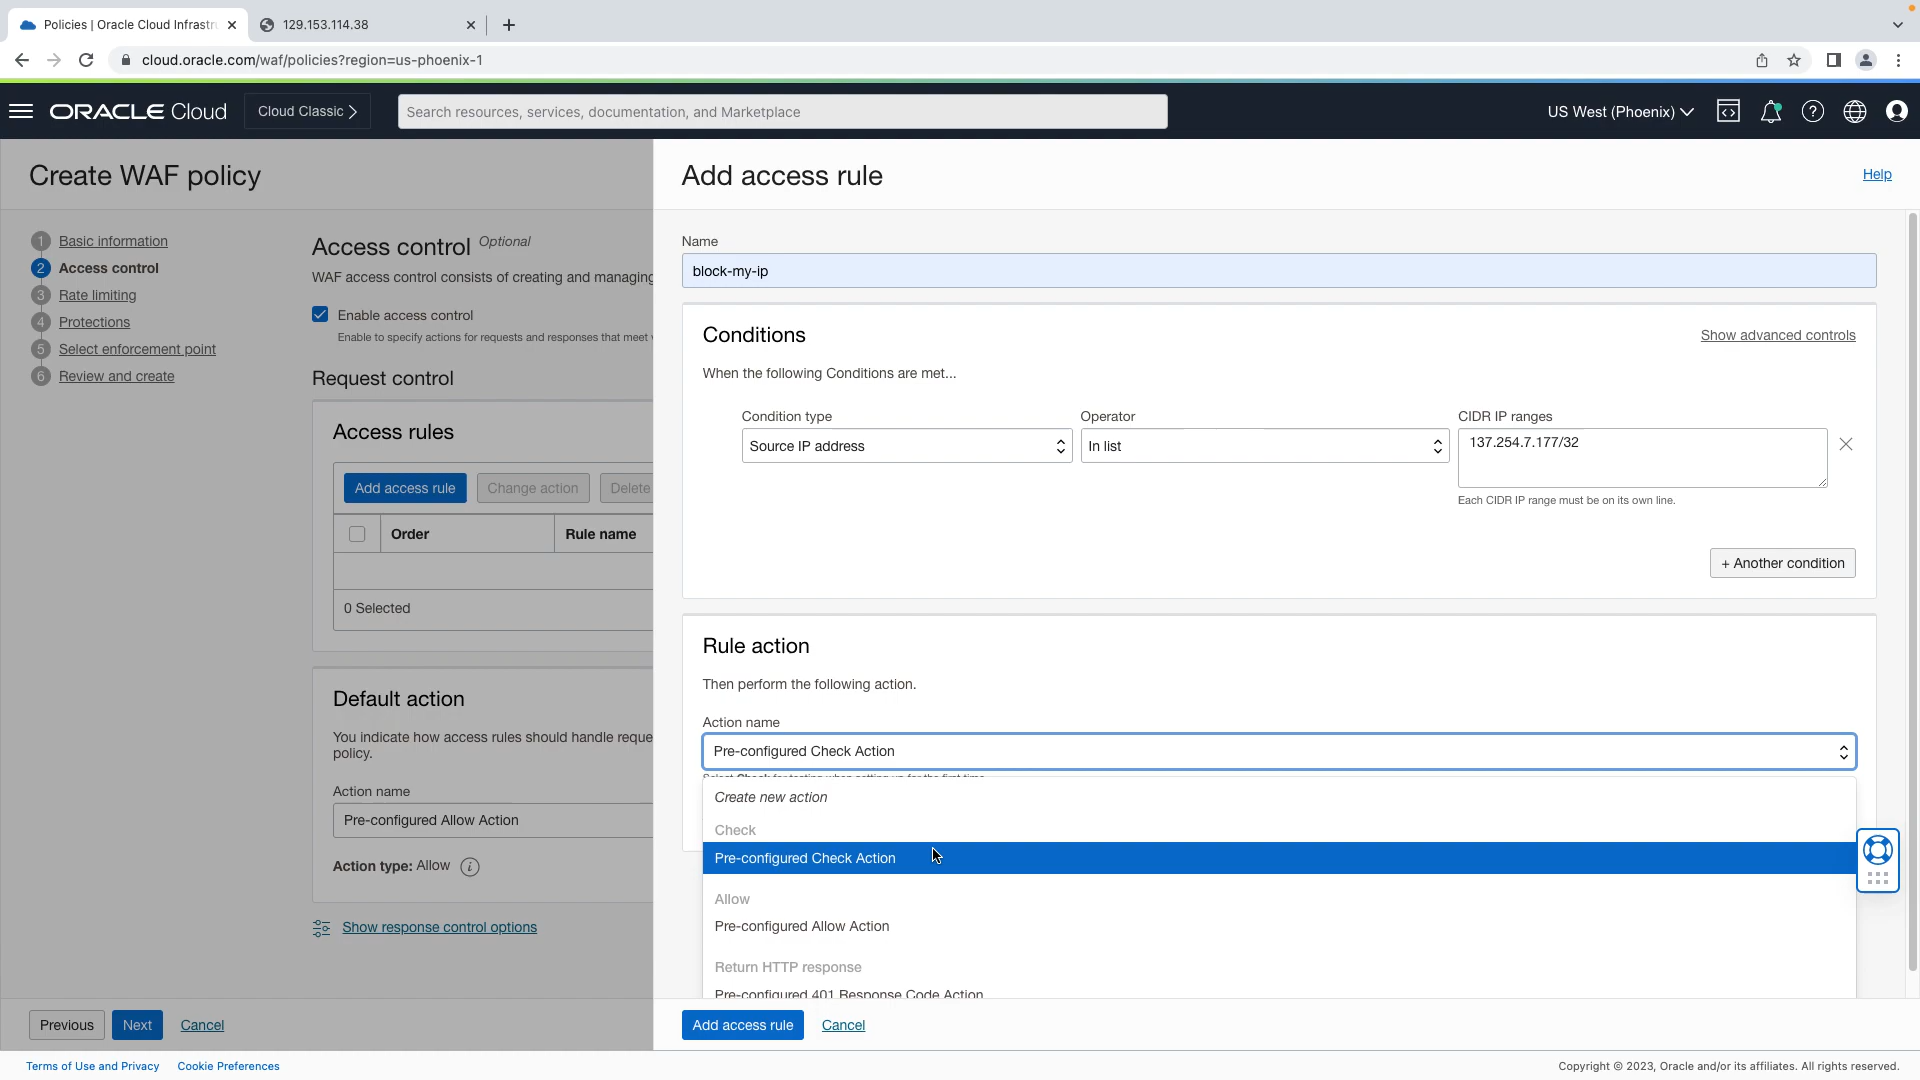 Policies | Oracle Cloud Infrastr
129.153.114.38
cloud.oracle.com/waf/policies?region=us-phoenix-1
ORACLE Cloud
Cloud Classic
Search resources, services, documentation, and Marketplace
US West (Phoenix)
Create WAF policy
1 Basic information
2 Access control
3 Rate limiting
4 Protections
5 Select enforcement point
6 Review and create
Access control Optional
WAF access control consists of creating and managing
Enable access control
Enable to specify actions for requests and responses that meet
Request control
Access rules
Add access rule
Change action
Delete
Order
Rule name
0 Selected
Default action
You indicate how access rules should handle reque
policy.
Action name
Pre-configured Allow Action
Action type: Allow
Show response control options
Previous
Next
Cancel
Add access rule
Help
Name
block-my-ip
Conditions
Show advanced controls
When the following Conditions are met...
Condition type
Operator
CIDR IP ranges
Source IP address
In list
137.254.7.177/32
Each CIDR IP range must be on its own line.
+ Another condition
Rule action
Then perform the following action.
Action name
Pre-configured Check Action
Select Check for testing when setting up for the first time
Create new action
Check
Pre-configured Check Action
Allow
Pre-configured Allow Action
Return HTTP response
Pre-configured 401 Response Code Action
Add access rule
Cancel
Terms of Use and Privacy
Cookie Preferences
Copyright © 2023, Oracle and/or its affiliates. All rights reserved.